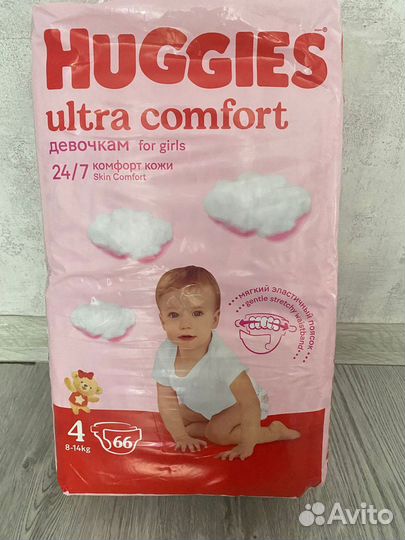 HUGGIES
ultra comfort
девочкам for girls
24/7 комфорт кожи
Skin Comfort
мягкий эластичный поясок
gentle stretchy waistband
4
8-14kg
66
Avito